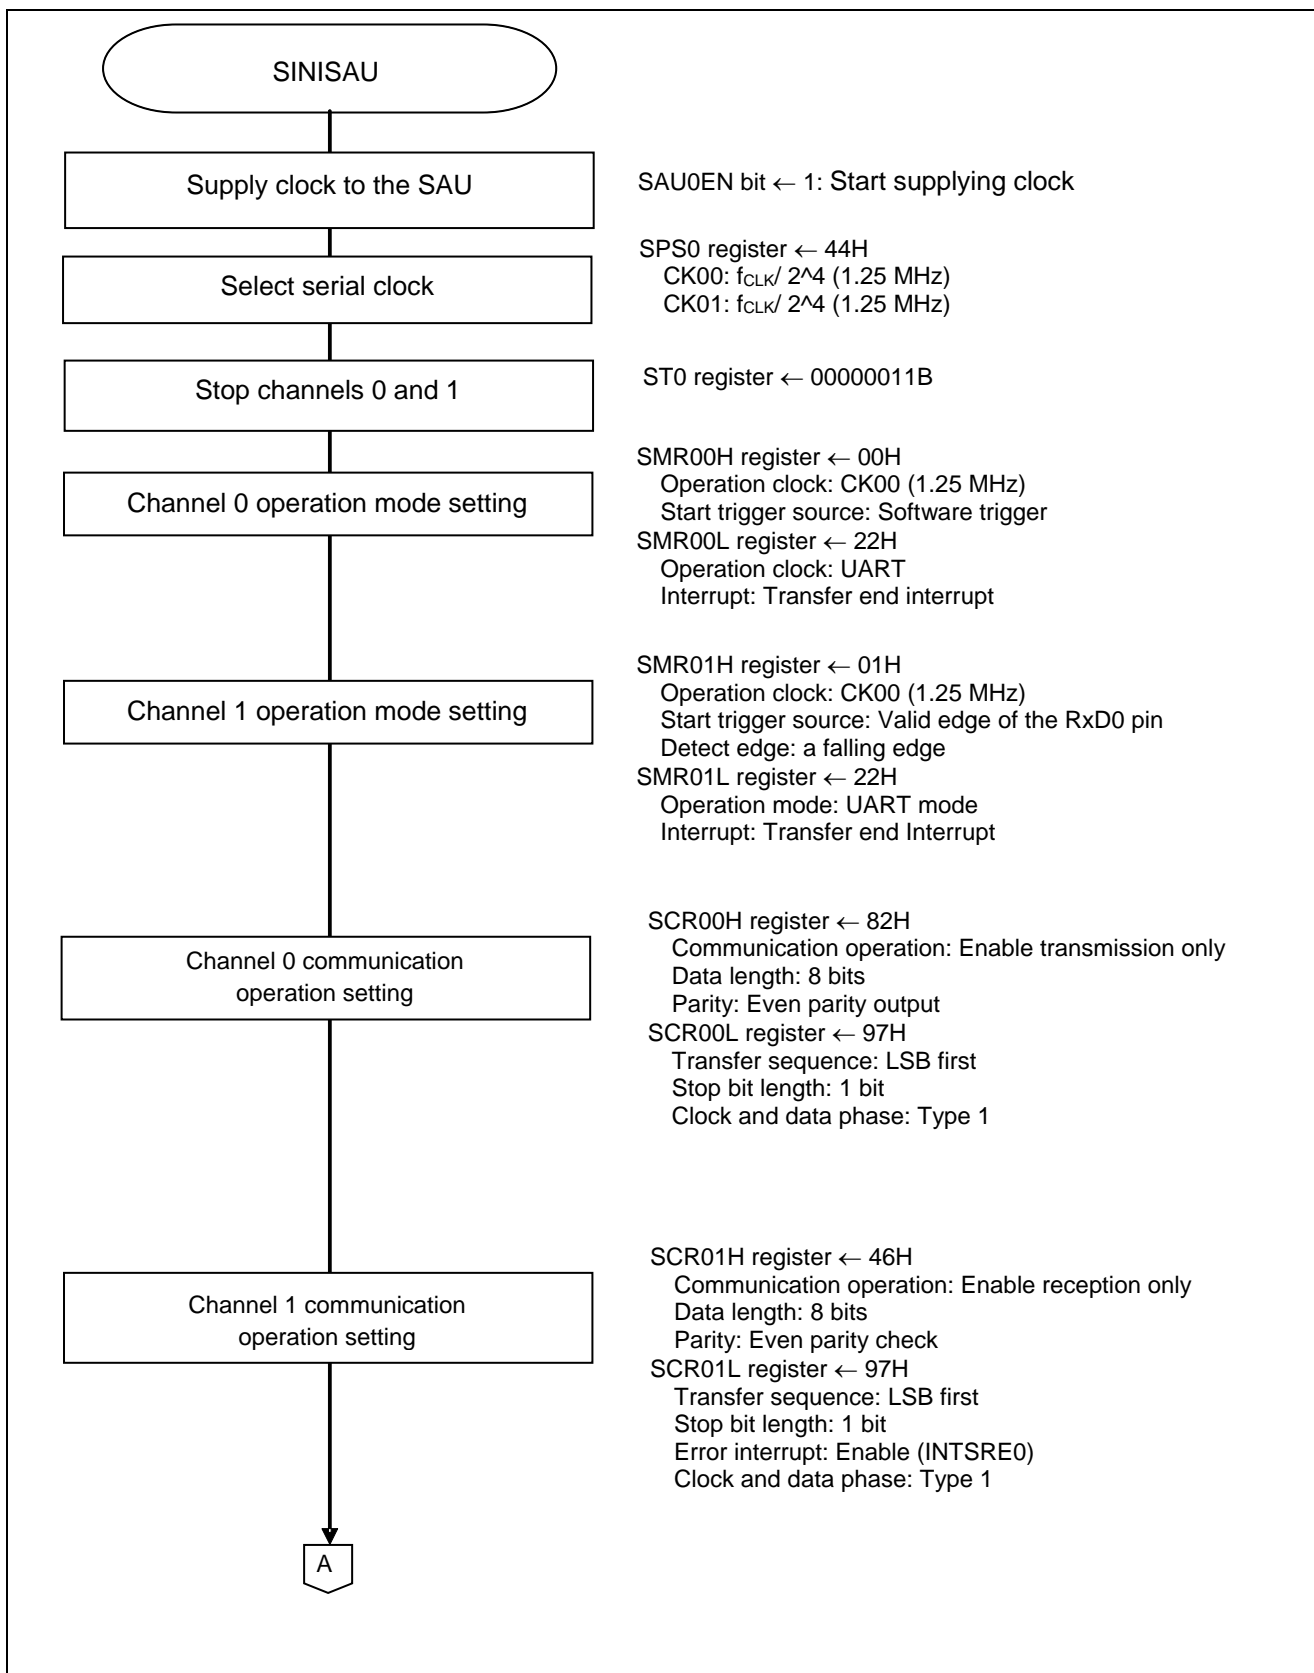 SINISAU
Supply clock to the SAU
SAU0EN bit ← 1: Start supplying clock
Select serial clock
SPS0 register ← 44H
CK00: fCLK/ 2^4 (1.25 MHz)
CK01: fCLK/ 2^4 (1.25 MHz)
Stop channels 0 and 1
ST0 register ← 00000011B
Channel 0 operation mode setting
SMR00H register ← 00H
Operation clock: CK00 (1.25 MHz)
Start trigger source: Software trigger
SMR00L register ← 22H
Operation clock: UART
Interrupt: Transfer end interrupt
Channel 1 operation mode setting
SMR01H register ← 01H
Operation clock: CK00 (1.25 MHz)
Start trigger source: Valid edge of the RxD0 pin
Detect edge: a falling edge
SMR01L register ← 22H
Operation mode: UART mode
Interrupt: Transfer end Interrupt
Channel 0 communication
operation setting
SCR00H register ← 82H
Communication operation: Enable transmission only
Data length: 8 bits
Parity: Even parity output
SCR00L register ← 97H
Transfer sequence: LSB first
Stop bit length: 1 bit
Clock and data phase: Type 1
Channel 1 communication
operation setting
SCR01H register ← 46H
Communication operation: Enable reception only
Data length: 8 bits
Parity: Even parity check
SCR01L register ← 97H
Transfer sequence: LSB first
Stop bit length: 1 bit
Error interrupt: Enable (INTSRE0)
Clock and data phase: Type 1
A